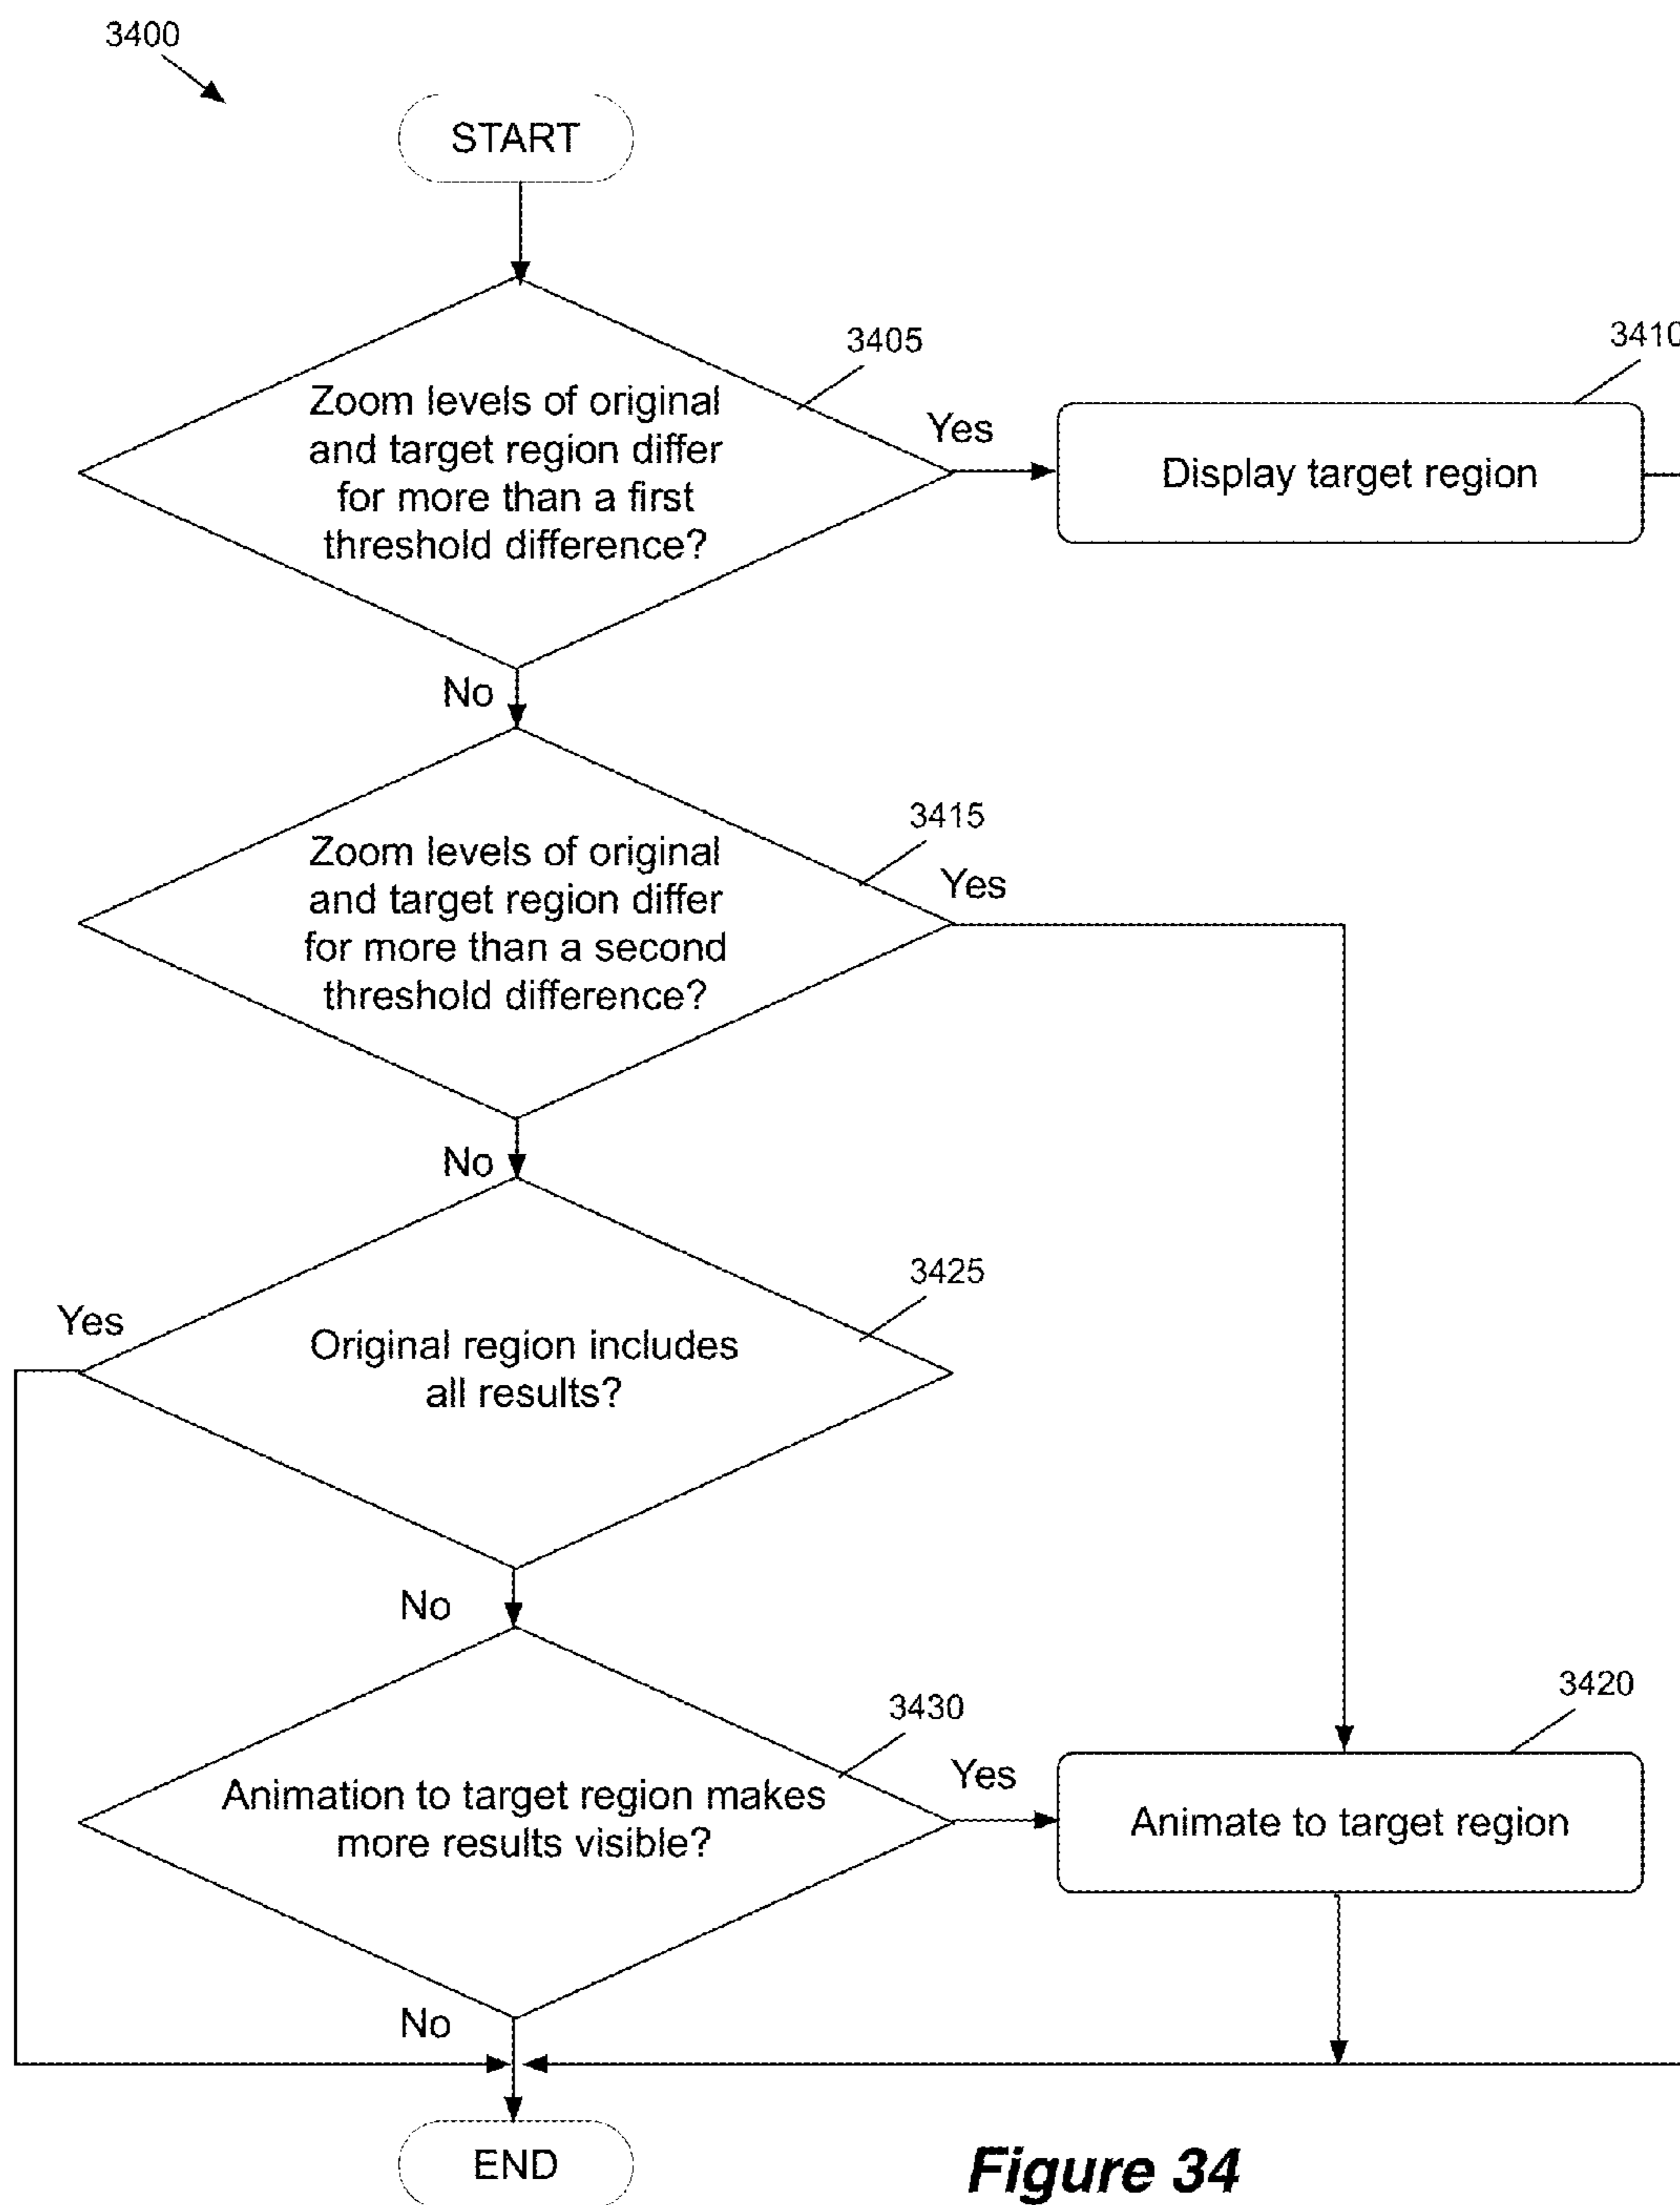 3400
START
3405
Zoom levels of original
and target region differ
for more than a first
threshold difference?
Yes
3410
Display target region
No
3415
Zoom levels of original
and target region differ
for more than a second
threshold difference?
Yes
No
3425
Yes
Original region includes
all results?
No
3430
Animation to target region makes
more results visible?
Yes
3420
Animate to target region
No
END
Figure 34